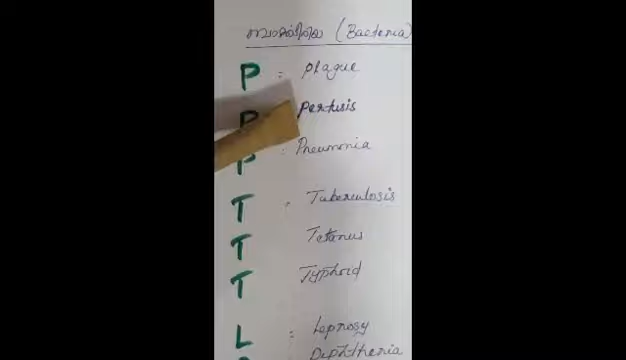 ബാക്ടീരിയ (Bacteria)
P : Plague
P Pertusis
P : Pneumonia
T , Tuberculosis
T Tetanus
T Typhoid
L : Leprosy
Diphtheria